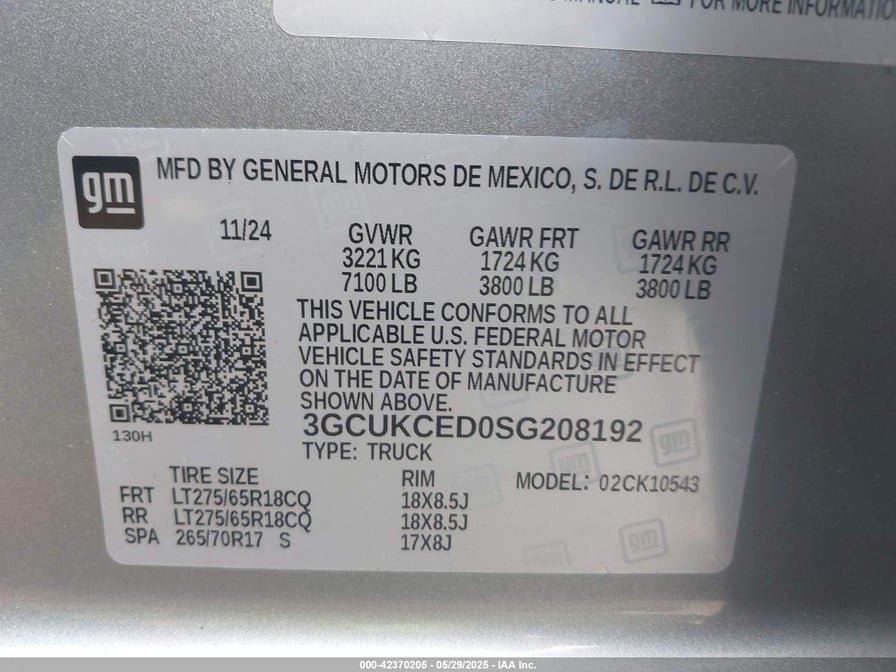 MANUAL FOR MORE INFORMATION
gm
MFD BY GENERAL MOTORS DE MEXICO, S. DE R.L. DE C.V.
11/24 GVWR GAWR FRT GAWR RR
3221 KG 1724 KG 1724 KG
7100 LB 3800 LB 3800 LB
THIS VEHICLE CONFORMS TO ALL
APPLICABLE U.S. FEDERAL MOTOR
VEHICLE SAFETY STANDARDS IN EFFECT
ON THE DATE OF MANUFACTURE
SHOWN ABOVE.
130H
3GCUKCED0SG208192
TYPE: TRUCK
TIRE SIZE RIM MODEL: 02CK10543
FRT LT275/65R18CQ 18X8.5J
RR LT275/65R18CQ 18X8.5J
SPA 265/70R17 S 17X8J
gm
gm
gm
000-42370205 - 05/29/2025 - IAA Inc.